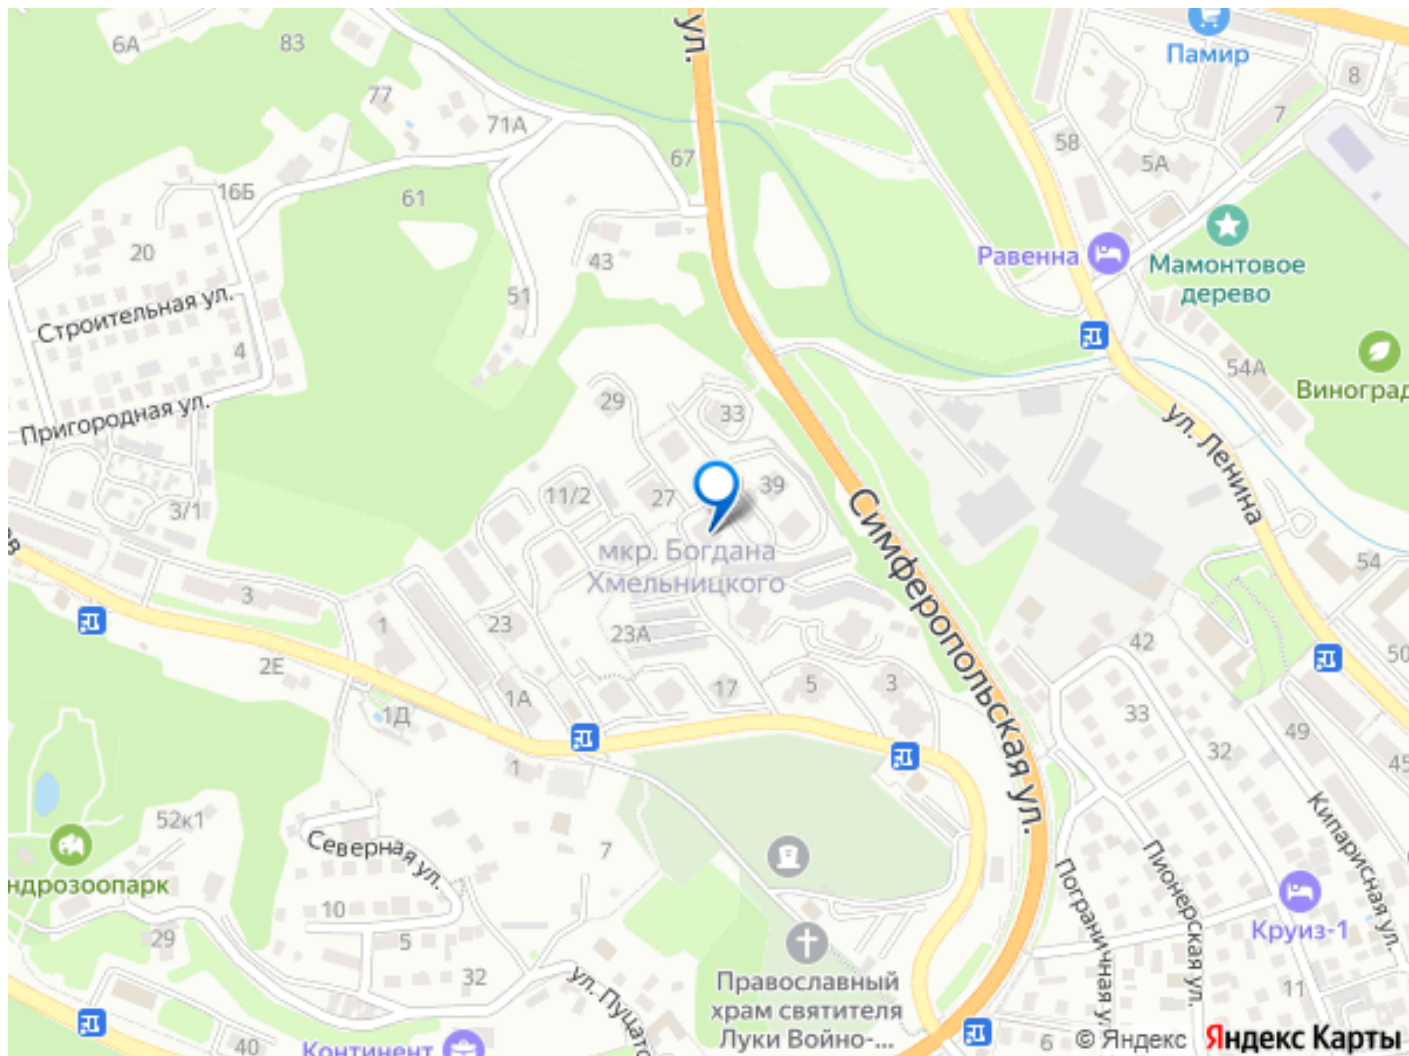 ул.
6А
83
Памир
77
8
7
71А
58
67
5А
16Б
61
20
43
Равенна
Мамонтовое
дерево
51
Строительная ул.
4
54А
Виноград
29
33
Пригородная ул.
ул. Ленина
39
11/2
27
3/1
Симферопольская ул.
ев
мкр. Богдана
Хмельницкого
54
3
1
23
23А
42
2Е
50
5
3
17
1А
1Д
33
49
32
45
1
52к1
Северная ул.
7
Кипарисная ул.
Пионерская ул.
Пограничная у
ндрозоопарк
10
Круиз-1
29
5
32
Православный
храм святителя
Луки Войно-...
ул. Пуцато
11
6
40
Континент
© Яндекс
Яндекс Карты